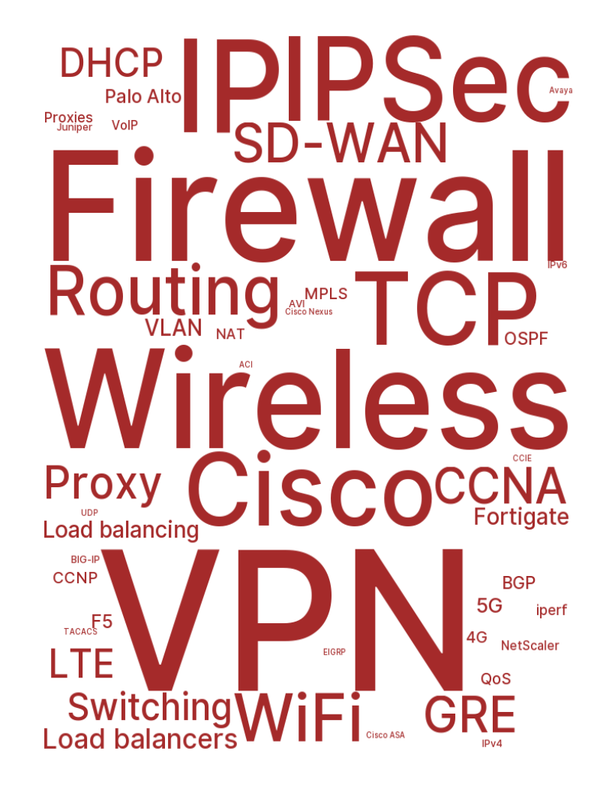 DHCP
IP
IPSec
Palo Alto
Avaya
Proxies
Juniper
VoIP
SD-WAN
Firewall
IPv6
Routing
MPLS
AVI
Cisco Nexus
TCP
VLAN
NAT
OSPF
Wireless
ACI
Proxy
Cisco
CCIE
CCNA
UDP
Fortigate
Load balancing
VPN
BIG-IP
CCNP
BGP
5G
iperf
F5
TACACS
4G
NetScaler
EIGRP
LTE
QoS
Switching
WiFi
GRE
Load balancers
Cisco ASA
IPv4